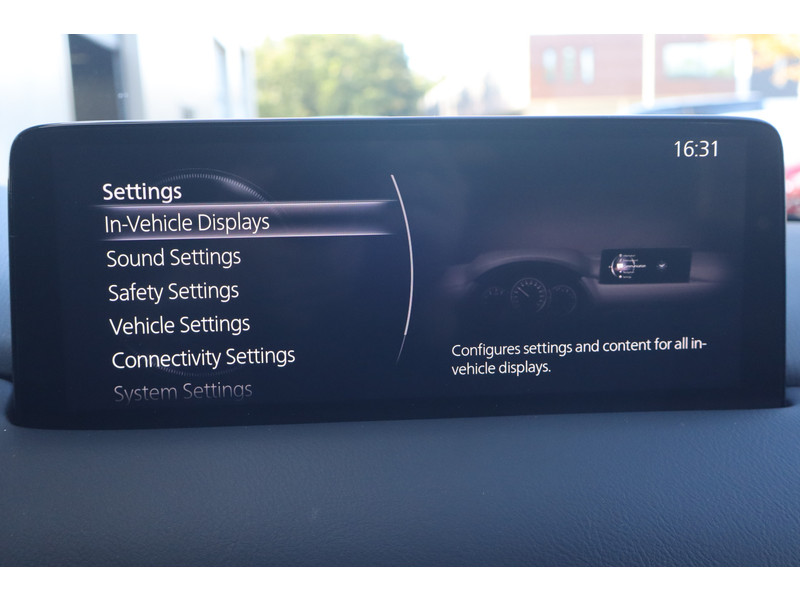 16:31
Settings
In-Vehicle Displays
Sound Settings
Safety Settings
Vehicle Settings
Connectivity Settings
System Settings
Configures settings and content for all in-
vehicle displays.